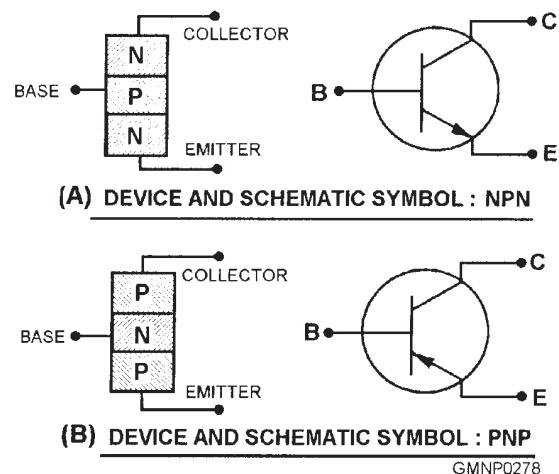 COLLECTOR
N
BASE
P
N
EMITTER
C
B
E
(A) DEVICE AND SCHEMATIC SYMBOL : NPN
COLLECTOR
P
BASE
N
P
EMITTER
C
B
E
(B) DEVICE AND SCHEMATIC SYMBOL : PNP
GMNP0278